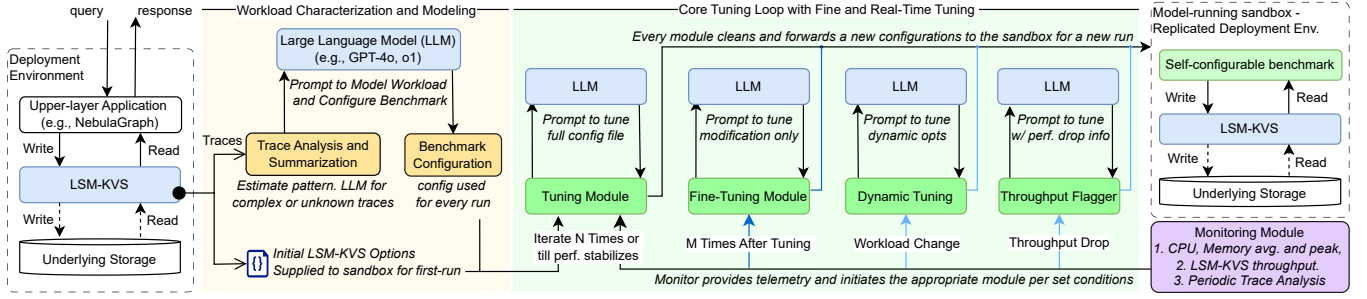 query
response
Deployment
Environment
Upper-layer Application
(e.g., NebulaGraph)
Write
Read
LSM-KVS
Write
Read
Underlying Storage
Workload Characterization and Modeling
Large Language Model (LLM)
(e.g., GPT-4o, o1)
Prompt to Model Workload
and Configure Benchmark
Traces
Trace Analysis and
Summarization
Benchmark
Configuration
Estimate pattern. LLM for
complex or unknown traces
config used
for every run
{}
Initial LSM-KVS Options
Supplied to sandbox for first-run
Core Tuning Loop with Fine and Real-Time Tuning
Every module cleans and forwards a new configurations to the sandbox for a new run
LLM
Prompt to tune
full config file
Tuning Module
Iterate N Times or
till perf. stabilizes
LLM
Prompt to tune
modification only
Fine-Tuning Module
M Times After Tuning
LLM
Prompt to tune
dynamic opts
Dynamic Tuning
Workload Change
LLM
Prompt to tune
w/ perf. drop info
Throughput Flagger
Throughput Drop
Monitor provides telemetry and initiates the appropriate module per set conditions
Model-running sandbox -
Replicated Deployment Env.
Self-configurable benchmark
Write
Read
LSM-KVS
Write
Read
Underlying Storage
Monitoring Module
1. CPU, Memory avg. and peak,
2. LSM-KVS throughput.
3. Periodic Trace Analysis